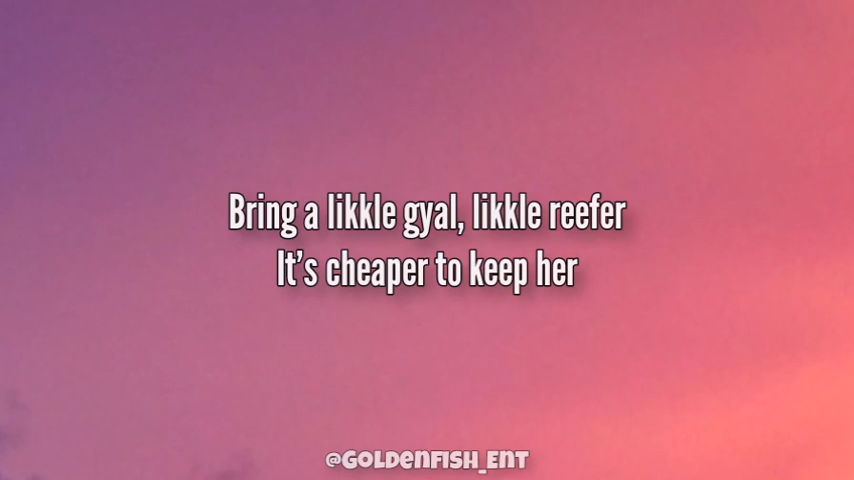 Bring a likkle gyal, likkle reefer
It's cheaper to keep her
@GOLDENFISH_ENT